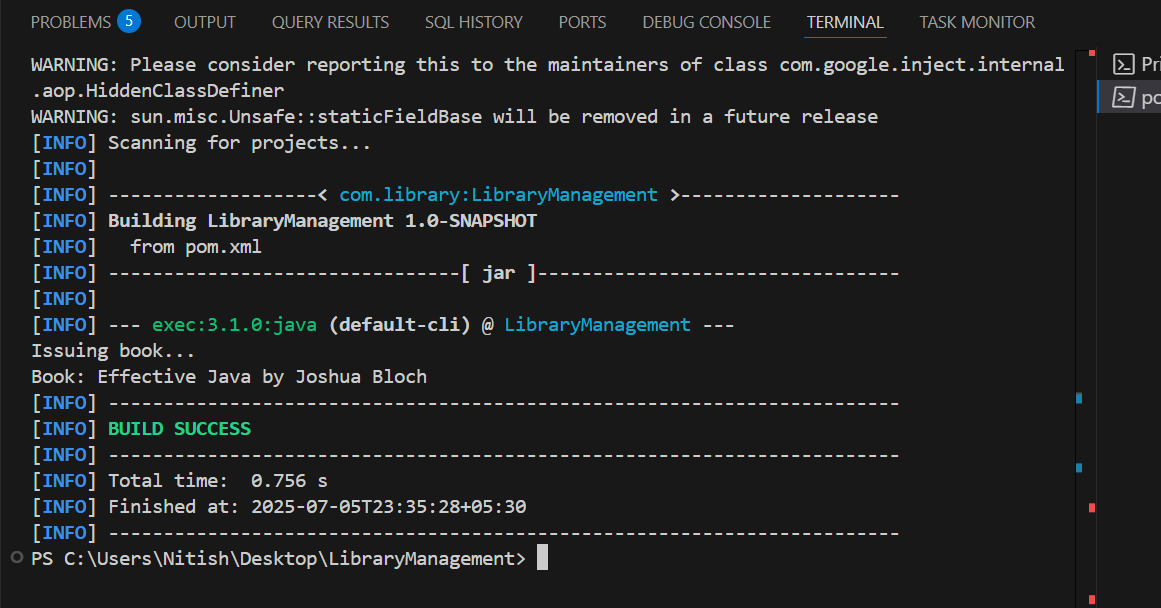 PROBLEMS 5 OUTPUT QUERY RESULTS SQL HISTORY PORTS DEBUG CONSOLE TERMINAL TASK MONITOR
WARNING: Please consider reporting this to the maintainers of class com.google.inject.internal
.aop.HiddenClassDefiner
WARNING: sun.misc.Unsafe::staticFieldBase will be removed in a future release
[INFO] Scanning for projects...
[INFO]
[INFO] -------------------< com.library:LibraryManagement >--------------------
[INFO] Building LibraryManagement 1.0-SNAPSHOT
[INFO]   from pom.xml
[INFO] --------------------------------[ jar ]---------------------------------
[INFO]
[INFO] --- exec:3.1.0:java (default-cli) @ LibraryManagement ---
Issuing book...
Book: Effective Java by Joshua Bloch
[INFO] ------------------------------------------------------------------------
[INFO] BUILD SUCCESS
[INFO] ------------------------------------------------------------------------
[INFO] Total time:  0.756 s
[INFO] Finished at: 2025-07-05T23:35:28+05:30
[INFO] ------------------------------------------------------------------------
PS C:\Users\Nitish\Desktop\LibraryManagement>